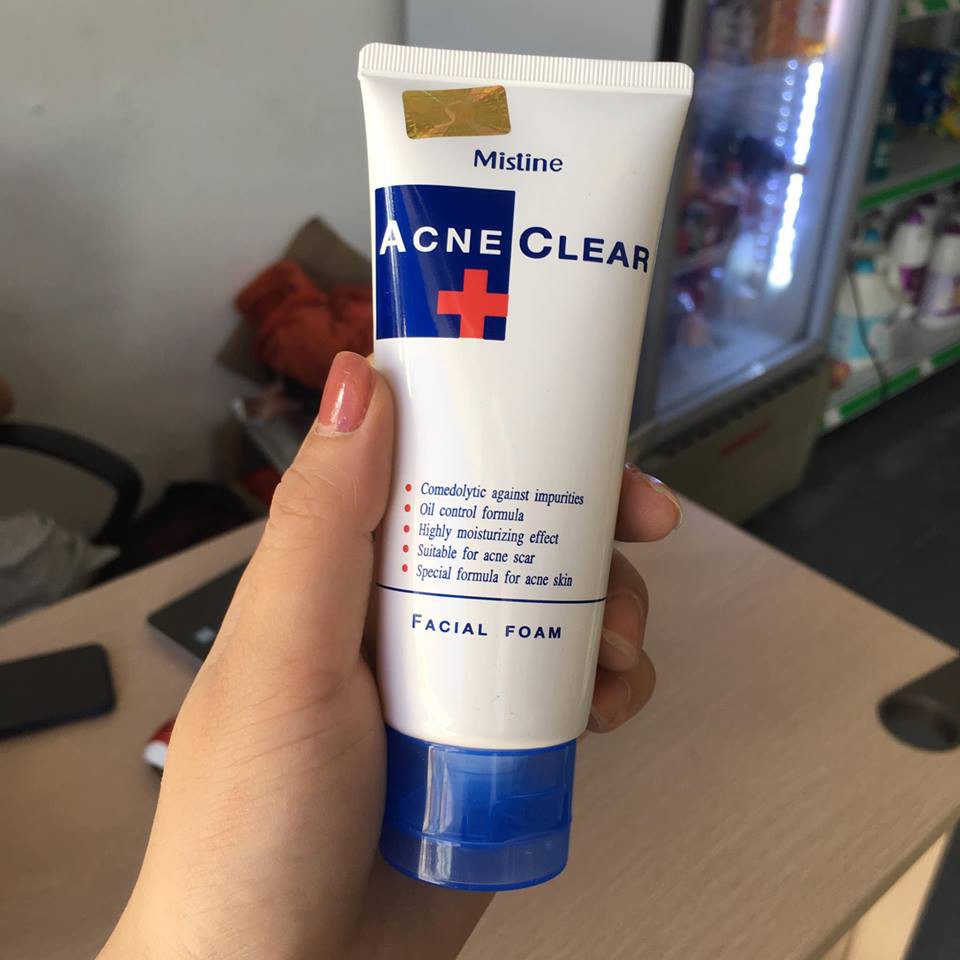 Mistine
ACNE CLEAR
Comedolytic against impurities
Oil control formula
Highly moisturizing effect
Suitable for acne scar
Special formula for acne skin
FACIAL FOAM